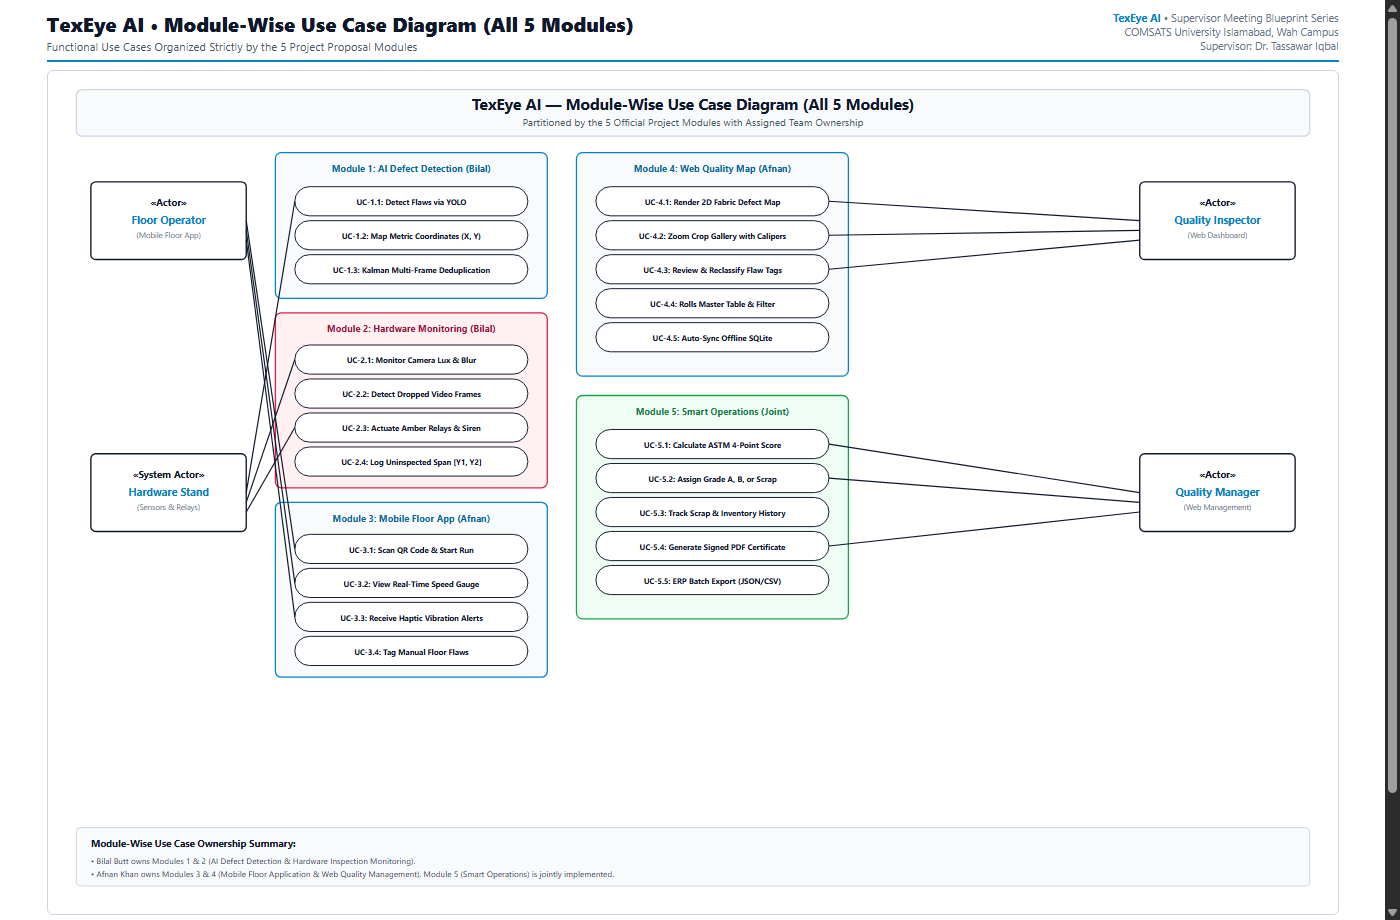 TexEye AI • Module-Wise Use Case Diagram (All 5 Modules)
Functional Use Cases Organized Strictly by the 5 Project Proposal Modules
TexEye AI • Supervisor Meeting Blueprint Series
COMSATS University Islamabad, Wah Campus
Supervisor: Dr. Tassawar Iqbal
TexEye AI — Module-Wise Use Case Diagram (All 5 Modules)
Partitioned by the 5 Official Project Modules with Assigned Team Ownership
«Actor»
Floor Operator
(Mobile Floor App)
«System Actor»
Hardware Stand
(Sensors & Relays)
Module 1: AI Defect Detection (Bilal)
UC-1.1: Detect Flaws via YOLO
UC-1.2: Map Metric Coordinates (X, Y)
UC-1.3: Kalman Multi-Frame Deduplication
Module 2: Hardware Monitoring (Bilal)
UC-2.1: Monitor Camera Lux & Blur
UC-2.2: Detect Dropped Video Frames
UC-2.3: Actuate Amber Relays & Siren
UC-2.4: Log Uninspected Span [Y1, Y2]
Module 3: Mobile Floor App (Afnan)
UC-3.1: Scan QR Code & Start Run
UC-3.2: View Real-Time Speed Gauge
UC-3.3: Receive Haptic Vibration Alerts
UC-3.4: Tag Manual Floor Flaws
Module 4: Web Quality Map (Afnan)
UC-4.1: Render 2D Fabric Defect Map
UC-4.2: Zoom Crop Gallery with Calipers
UC-4.3: Review & Reclassify Flaw Tags
UC-4.4: Rolls Master Table & Filter
UC-4.5: Auto-Sync Offline SQLite
Module 5: Smart Operations (Joint)
UC-5.1: Calculate ASTM 4-Point Score
UC-5.2: Assign Grade A, B, or Scrap
UC-5.3: Track Scrap & Inventory History
UC-5.4: Generate Signed PDF Certificate
UC-5.5: ERP Batch Export (JSON/CSV)
«Actor»
Quality Inspector
(Web Dashboard)
«Actor»
Quality Manager
(Web Management)
Module-Wise Use Case Ownership Summary:
• Bilal Butt owns Modules 1 & 2 (AI Defect Detection & Hardware Inspection Monitoring).
• Afnan Khan owns Modules 3 & 4 (Mobile Floor Application & Web Quality Management). Module 5 (Smart Operations) is jointly implemented.